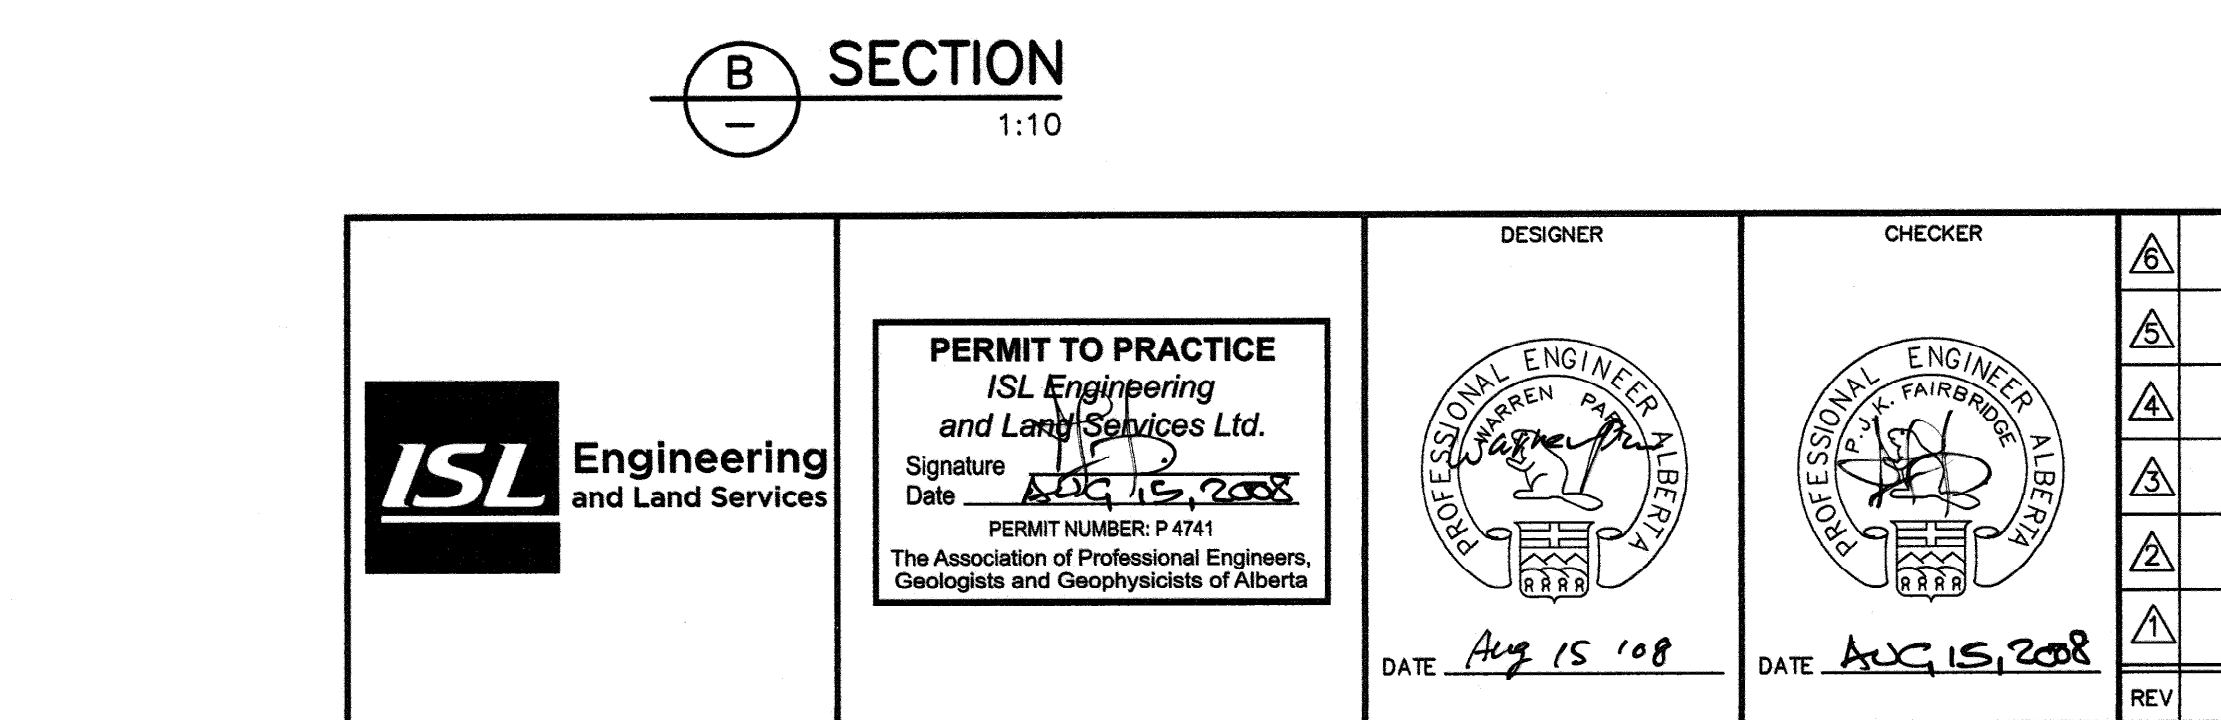 B
SECTION
–
1:10
ISL
Engineering
and Land Services
PERMIT TO PRACTICE
ISL Engineering
and Land Services Ltd.
Signature
Date AUG 15, 2008
PERMIT NUMBER: P 4741
The Association of Professional Engineers,
Geologists and Geophysicists of Alberta
DESIGNER
PROFESSIONAL ENGINEER ALBERTA
WARREN
DATE Aug 15 '08
CHECKER
PROFESSIONAL ENGINEER ALBERTA
P.J.K. FAIRBRIDGE
DATE AUG 15, 2008
6
5
4
3
2
1
REV